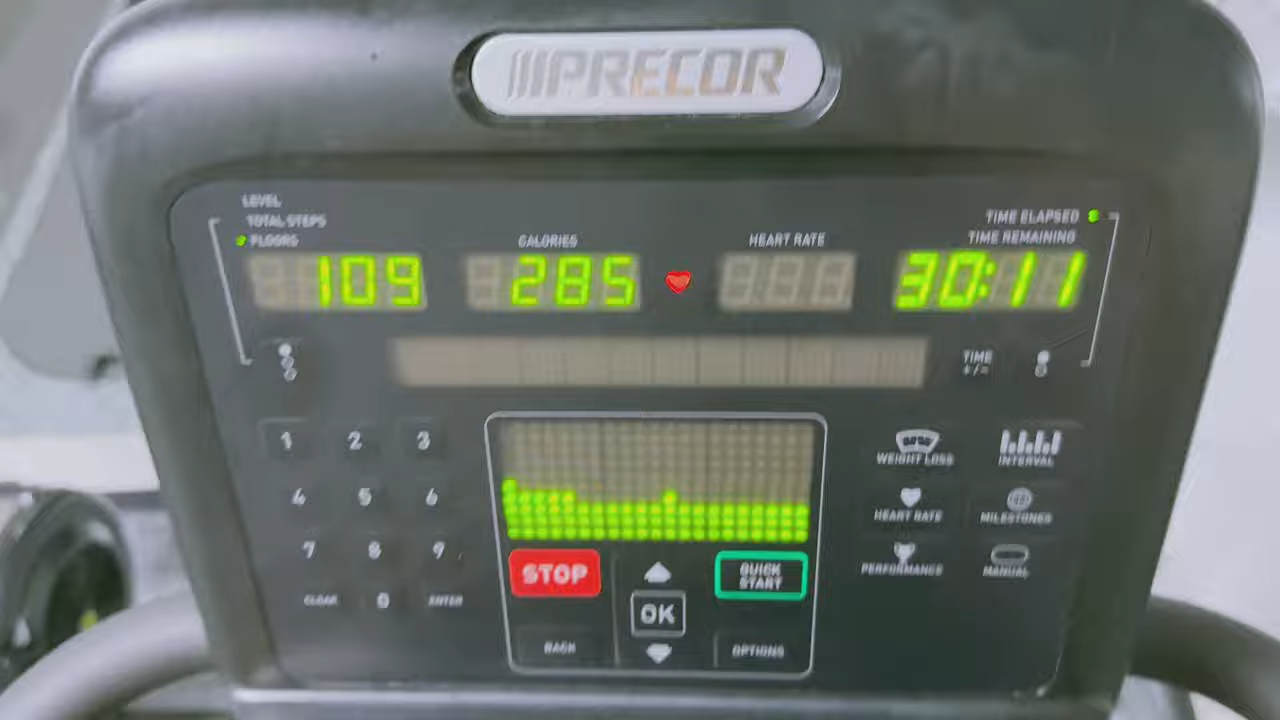 PRECOR
LEVEL
TOTAL STEPS
FLOORS
CALORIES
HEART RATE
TIME ELAPSED
TIME REMAINING
109
285
30:11
TIME
+/-
1 2 3
4 5 6
7 8 9
CLEAR 0 ENTER
STOP
QUICK
START
OK
BACK
OPTIONS
WEIGHT LOSS
INTERVAL
HEART RATE
MILESTONES
PERFORMANCE
MANUAL